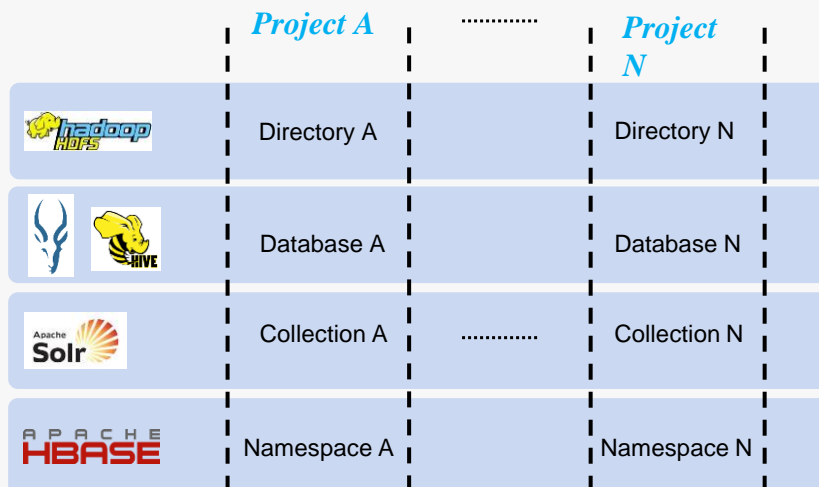 Project A
...........
Project
N
hadoop
HDFS
Directory A
Directory N
HIVE
Database A
Database N
Apache
Solr
Collection A
...........
Collection N
APACHE
HBASE
Namespace A
Namespace N